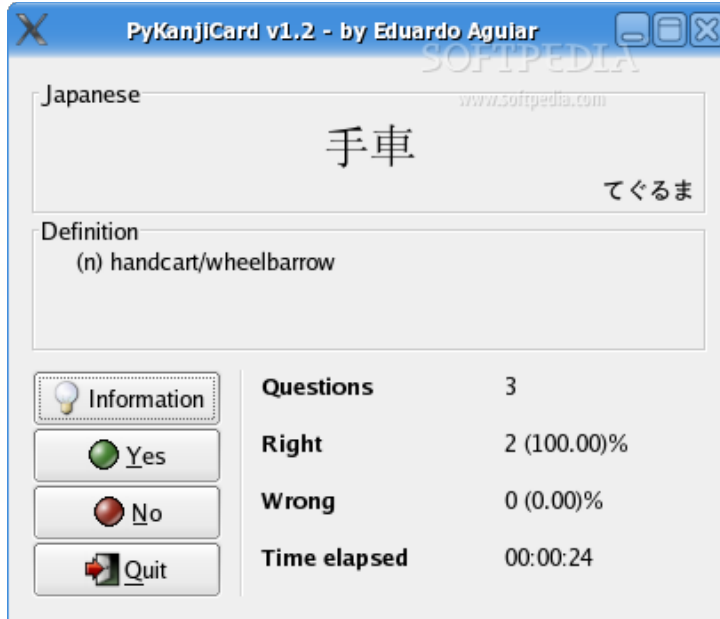 PyKanjiCard v1.2 - by Eduardo Aguiar
SOFTPEDIA
www.softpedia.com
Japanese
手車
てぐるま
Definition
(n) handcart/wheelbarrow
Information
Yes
No
Quit
Questions 3
Right 2 (100.00)%
Wrong 0 (0.00)%
Time elapsed 00:00:24